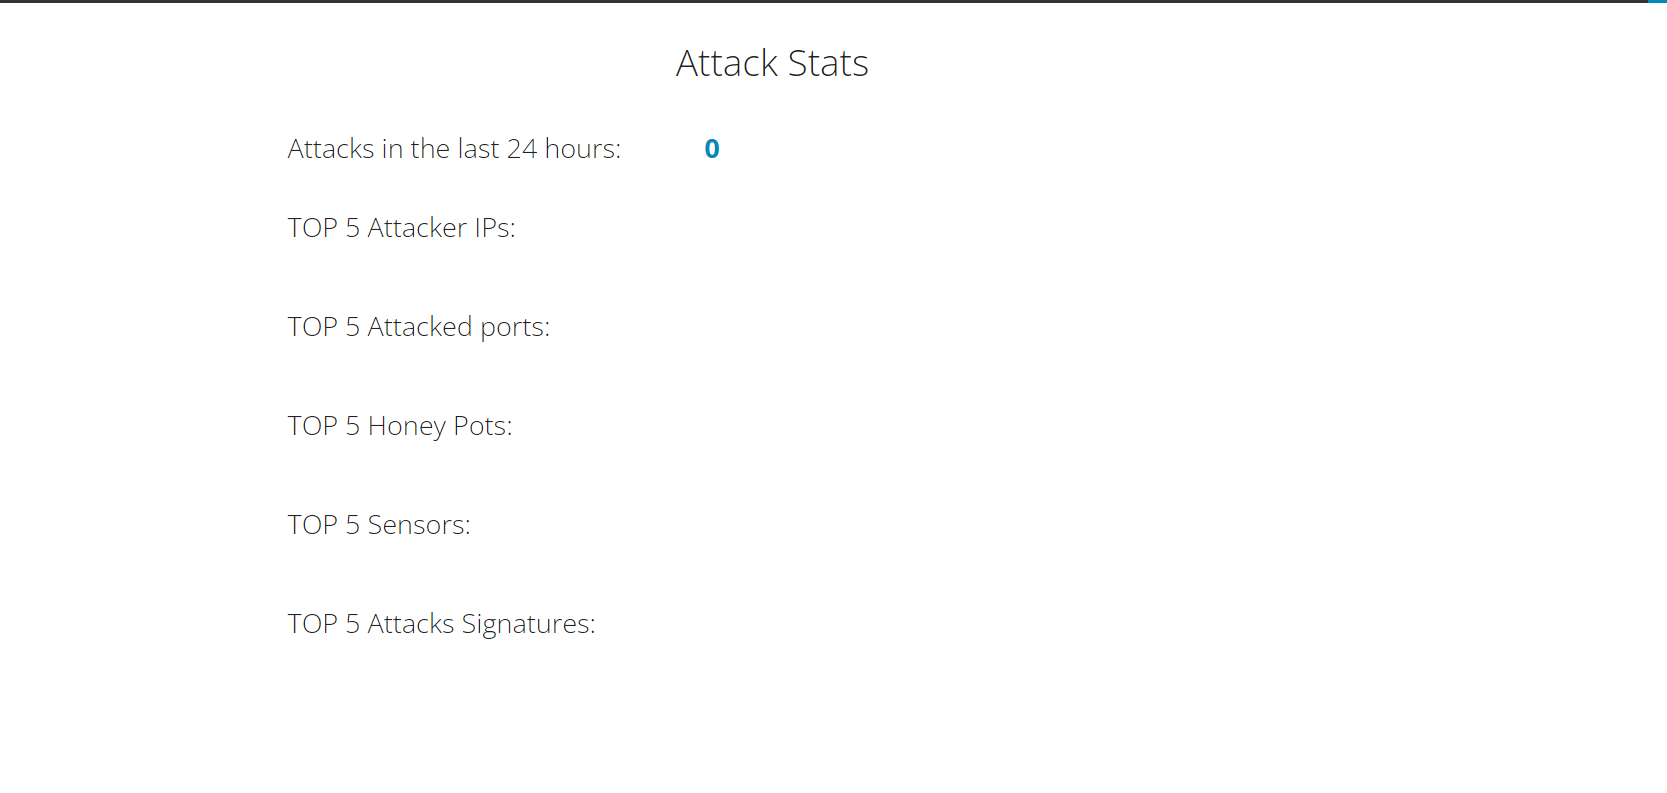 Attack Stats
Attacks in the last 24 hours: 0
TOP 5 Attacker IPs:
TOP 5 Attacked ports:
TOP 5 Honey Pots:
TOP 5 Sensors:
TOP 5 Attacks Signatures: